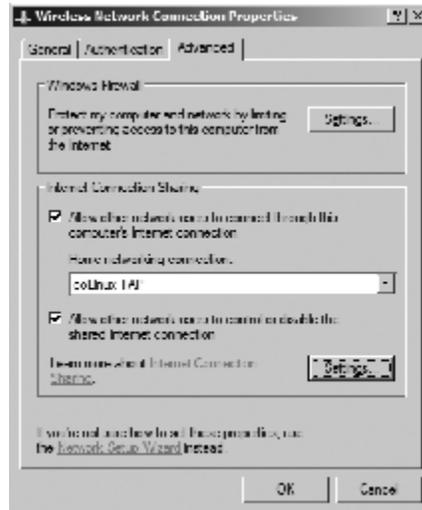 Wireless Network Connection Properties
General Authentication Advanced
Windows Firewall
Protect my computer and network by limiting
or preventing access to this computer from
the Internet
Settings...
Internet Connection Sharing
Allow other network users to connect through this
computer's Internet connection
Home networking connection:
coLinux TAP
Allow other network users to control or disable the
shared Internet connection
Learn more about Internet Connection
Sharing.
Settings...
If you're not sure how to set these properties, use
the Network Setup Wizard instead.
OK Cancel